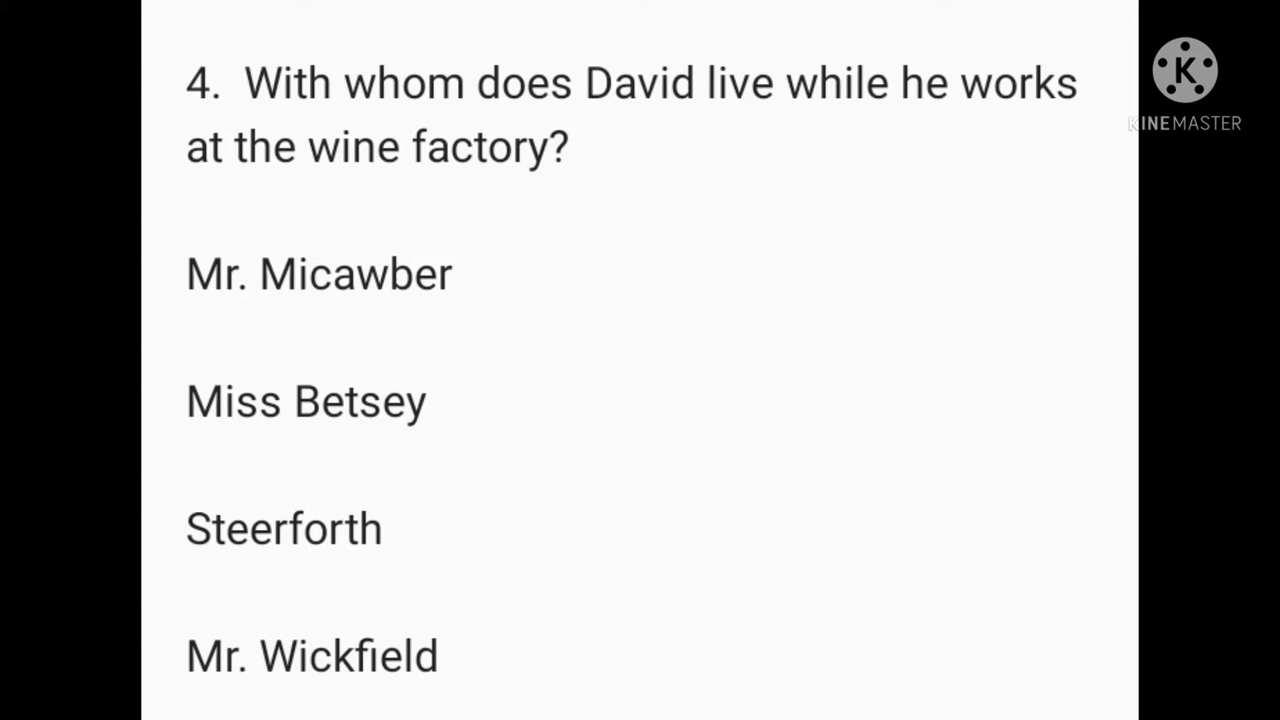 4. With whom does David live while he works
at the wine factory?
Mr. Micawber
Miss Betsey
Steerforth
Mr. Wickfield
K
KINEMASTER